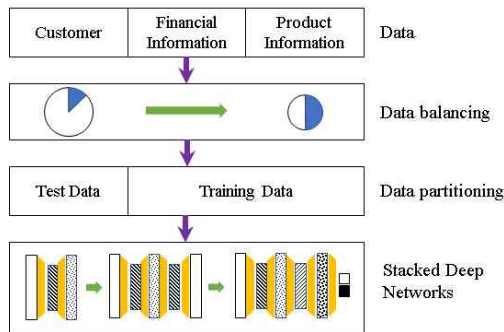 Customer
Financial
Information
Product
Information
Data
Data balancing
Test Data
Training Data
Data partitioning
Stacked Deep
Networks